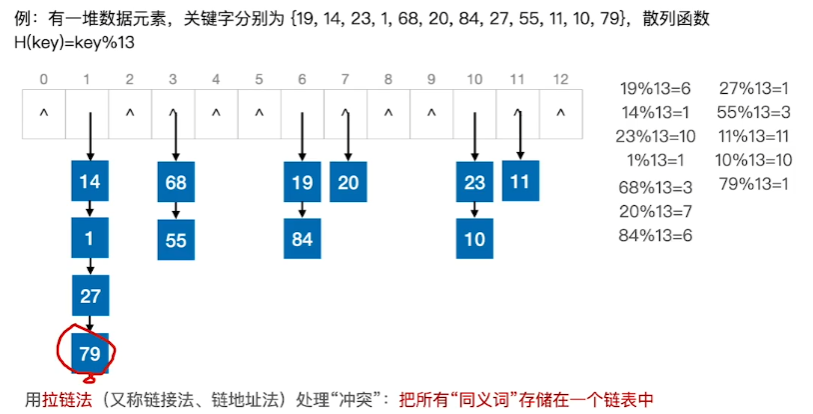 例：有一堆数据元素，关键字分别为 {19, 14, 23, 1, 68, 20, 84, 27, 55, 11, 10, 79}，散列函数
H(key)=key%13
0 1 2 3 4 5 6 7 8 9 10 11 12
^ ^ ^ ^ ^ ^ ^ ^ ^ ^
14 68 19 20 23 11
1 55 84 10
27
79
19%13=6 27%13=1
14%13=1 55%13=3
23%13=10 11%13=11
1%13=1 10%13=10
68%13=3 79%13=1
20%13=7
84%13=6
用拉链法（又称链接法、链地址法）处理“冲突”：把所有“同义词”存储在一个链表中